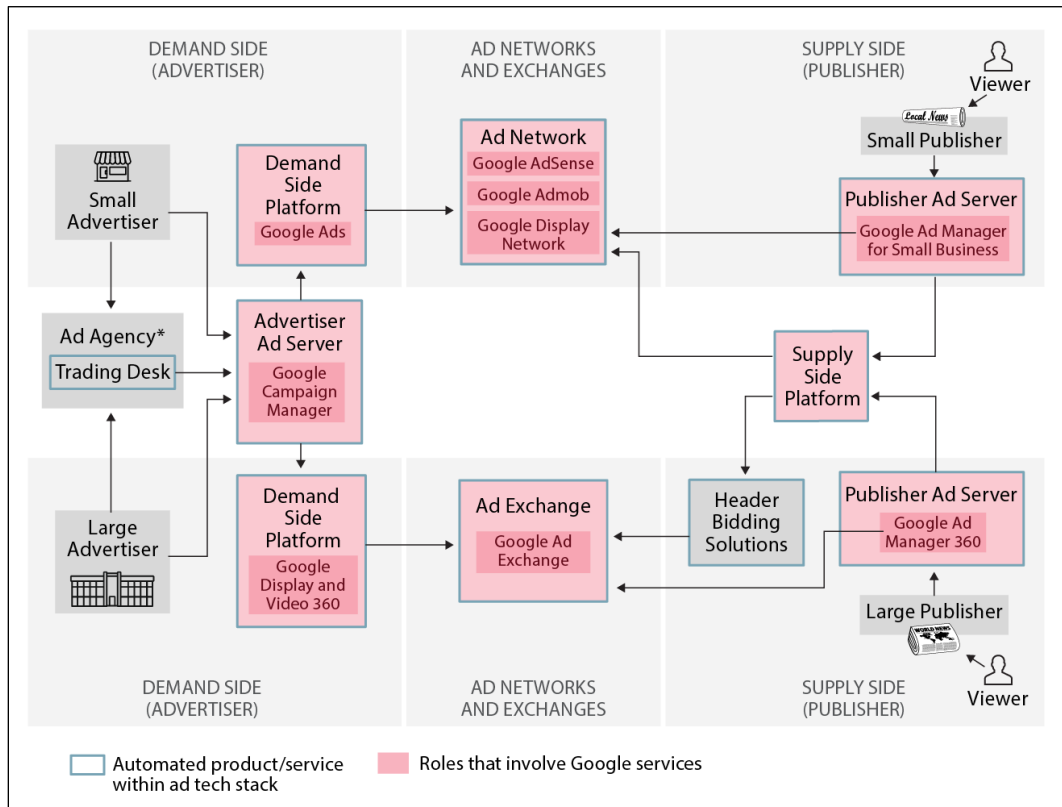 DEMAND SIDE
(ADVERTISER)
AD NETWORKS
AND EXCHANGES
SUPPLY SIDE
(PUBLISHER)
Viewer
Local News
Small Publisher
Small
Advertiser
Demand
Side
Platform
Google Ads
Ad Network
Google AdSense
Google Admob
Google Display
Network
Publisher Ad Server
Google Ad Manager
for Small Business
Ad Agency*
Trading Desk
Advertiser
Ad Server
Google
Campaign
Manager
Supply
Side
Platform
Large
Advertiser
Demand
Side
Platform
Google
Display and
Video 360
Ad Exchange
Google Ad
Exchange
Header
Bidding
Solutions
Publisher Ad Server
Google Ad
Manager 360
Large Publisher
WORLD NEWS
Viewer
DEMAND SIDE
(ADVERTISER)
AD NETWORKS
AND EXCHANGES
SUPPLY SIDE
(PUBLISHER)
Automated product/service
within ad tech stack
Roles that involve Google services